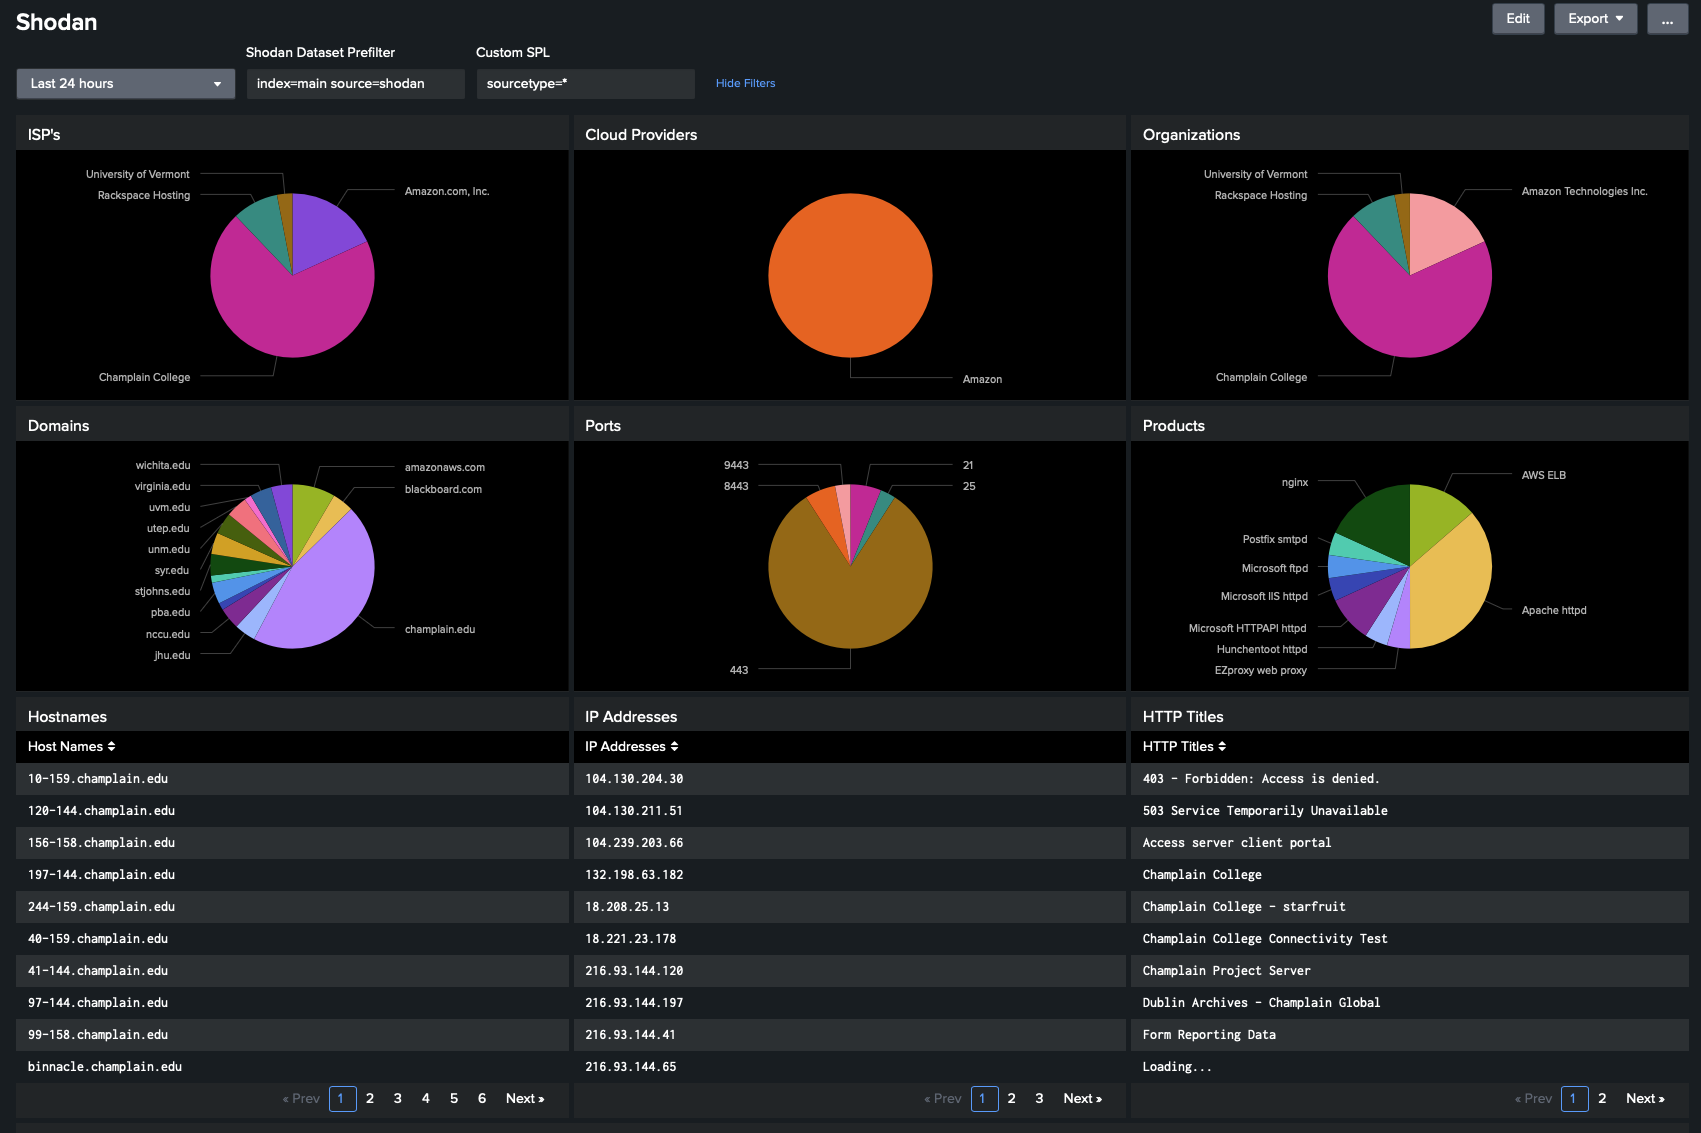 Shodan
Edit
Export
...
Shodan Dataset Prefilter
Custom SPL
Last 24 hours
index=main source=shodan
sourcetype=*
Hide Filters
ISP's
University of Vermont
Rackspace Hosting
Amazon.com, Inc.
Champlain College
Cloud Providers
Amazon
Organizations
University of Vermont
Rackspace Hosting
Amazon Technologies Inc.
Champlain College
Domains
wichita.edu
virginia.edu
uvm.edu
utep.edu
unm.edu
syr.edu
stjohns.edu
pba.edu
nccu.edu
jhu.edu
amazonaws.com
blackboard.com
champlain.edu
Ports
9443
8443
21
25
443
Products
nginx
Postfix smtpd
Microsoft ftpd
Microsoft IIS httpd
Microsoft HTTPAPI httpd
Hunchentoot httpd
EZproxy web proxy
AWS ELB
Apache httpd
Hostnames
Host Names
10-159.champlain.edu
120-144.champlain.edu
156-158.champlain.edu
197-144.champlain.edu
244-159.champlain.edu
40-159.champlain.edu
41-144.champlain.edu
97-144.champlain.edu
99-158.champlain.edu
binnacle.champlain.edu
« Prev 1 2 3 4 5 6 Next »
IP Addresses
IP Addresses
104.130.204.30
104.130.211.51
104.239.203.66
132.198.63.182
18.208.25.13
18.221.23.178
216.93.144.120
216.93.144.197
216.93.144.41
216.93.144.65
« Prev 1 2 3 Next »
HTTP Titles
HTTP Titles
403 - Forbidden: Access is denied.
503 Service Temporarily Unavailable
Access server client portal
Champlain College
Champlain College - starfruit
Champlain College Connectivity Test
Champlain Project Server
Dublin Archives - Champlain Global
Form Reporting Data
Loading...
« Prev 1 2 Next »